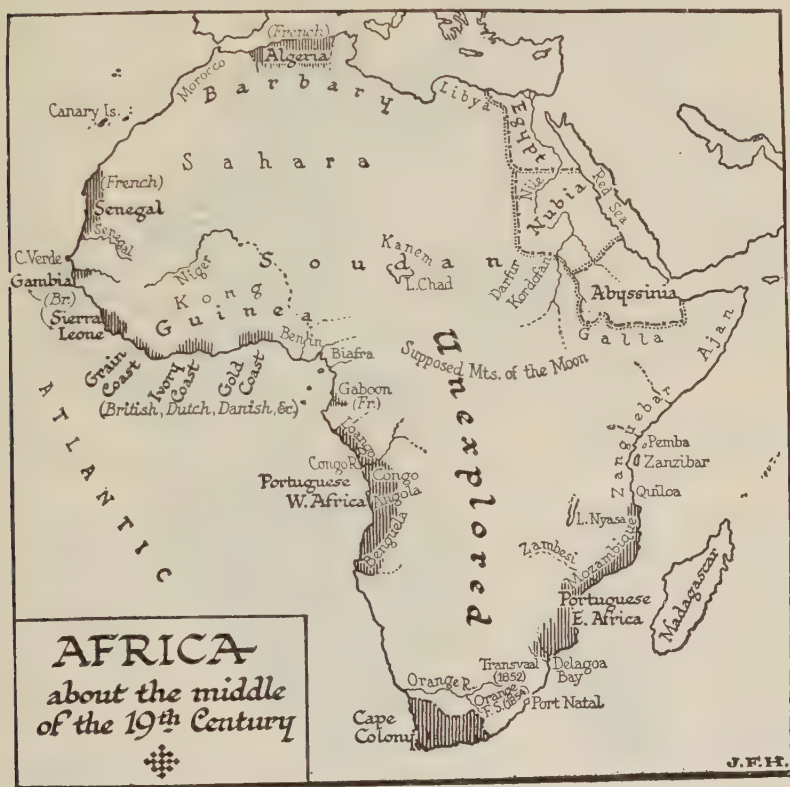 (French)
Algeria
Morocco
Barbary
Libya
Egypt
Canary Is.
Sahara
(French)
Senegal
Senegal
Nile
Nubia
Red Sea
C. Verde
Gambia
(Br.)
Sierra
Leone
Niger
Soudan
Kanem
L. Chad
Darfur
Kordofan
Abyssinia
Kong
Guinea
Galla
Ajan
Benin
Biafra
Grain
Coast
Ivory
Coast
Gold
Coast
(British, Dutch, Danish, &c.)
Supposed Mts. of the Moon
Unexplored
Gaboon
(Fr.)
ATLANTIC
Loango
Congo R.
Congo
Portuguese
W. Africa
Angola
Benguela
Zanguebar
Pemba
Zanzibar
Quiloa
L. Nyasa
Zambesi
Mozambique
Madagascar
Portuguese
E. Africa
Transvaal
(1852)
Delagoa
Bay
Orange R.
Orange
F. S. (1854)
Port Natal
Cape
Colony
AFRICA
about the middle
of the 19th Century
J.F.H.